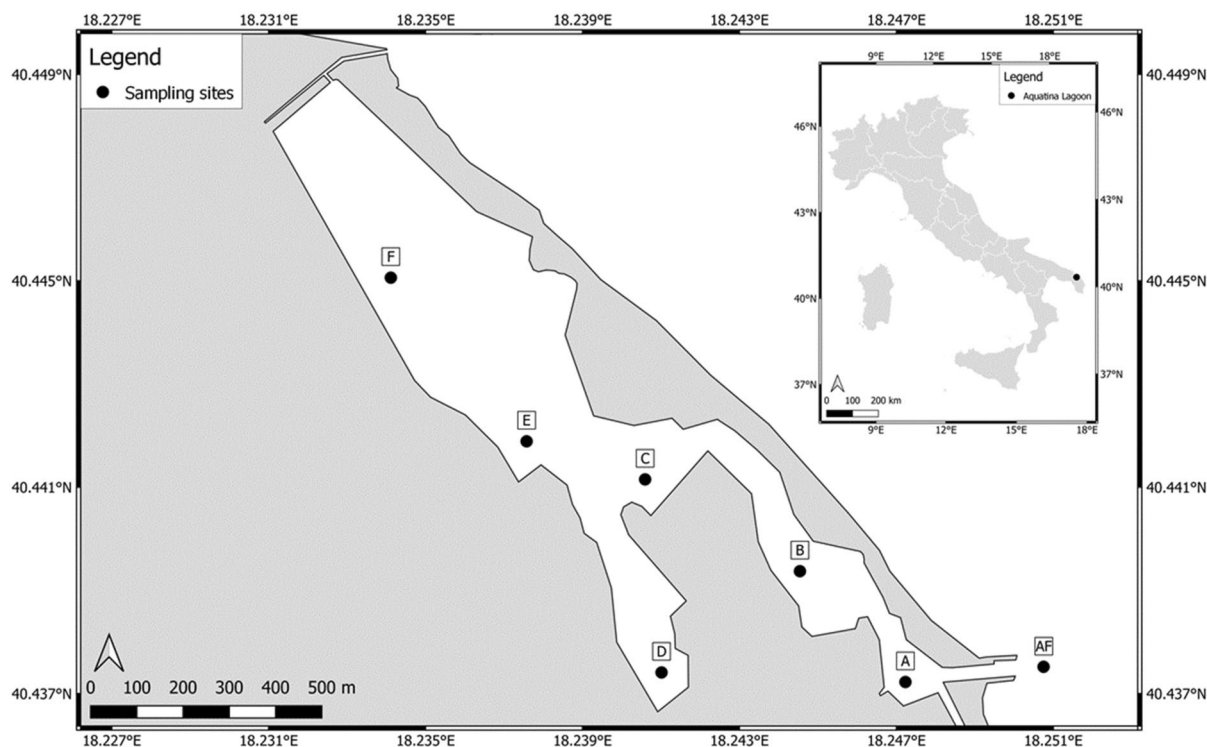 18.227°E 18.231°E 18.235°E 18.239°E 18.243°E 18.247°E 18.251°E
Legend
Sampling sites
40.449°N 40.449°N
9°E 12°E 15°E 18°E
Legend
Aquatina Lagoon
46°N 46°N
43°N 43°N
40°N 40°N
37°N 37°N
0 100 200 km
9°E 12°E 15°E 18°E
F
40.445°N 40.445°N
E
C
40.441°N 40.441°N
B
D
A
AF
40.437°N 40.437°N
0 100 200 300 400 500 m
18.227°E 18.231°E 18.235°E 18.239°E 18.243°E 18.247°E 18.251°E